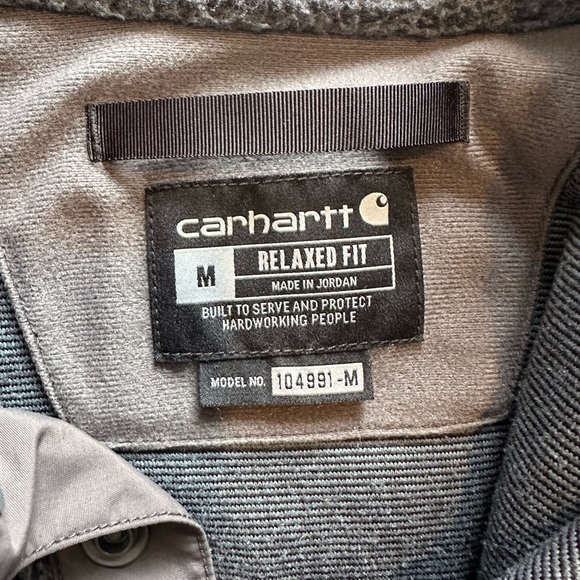 carhartt
M
RELAXED FIT
MADE IN JORDAN
BUILT TO SERVE AND PROTECT
HARDWORKING PEOPLE
MODEL NO. 104991-M